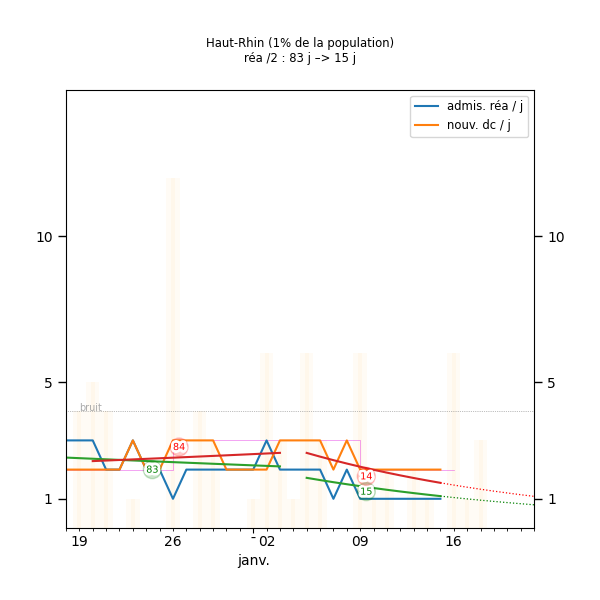 Haut-Rhin (1% de la population)
réa /2 : 83 j –> 15 j
admis. réa / j
nouv. dc / j
10 10
5 5
bruit
84
83
14
15
1 1
19 26 02 09 16
janv.